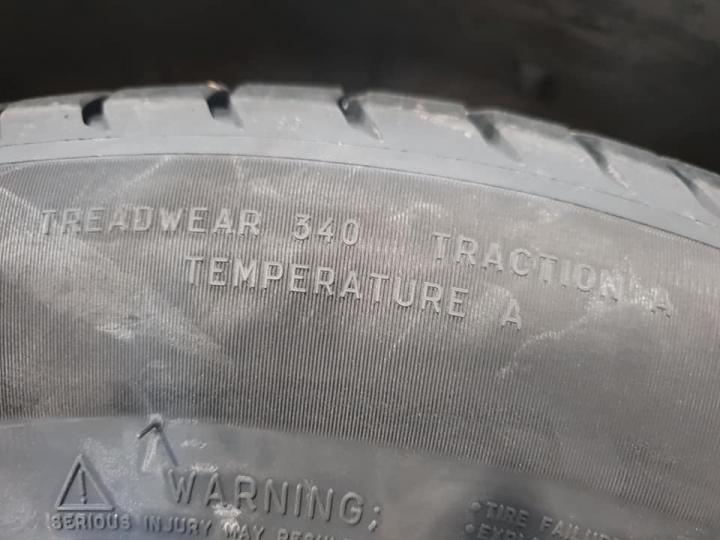 TREADWEAR 340 TRACTION A
TEMPERATURE A
WARNING;
SERIOUS INJURY MAY
•TIRE